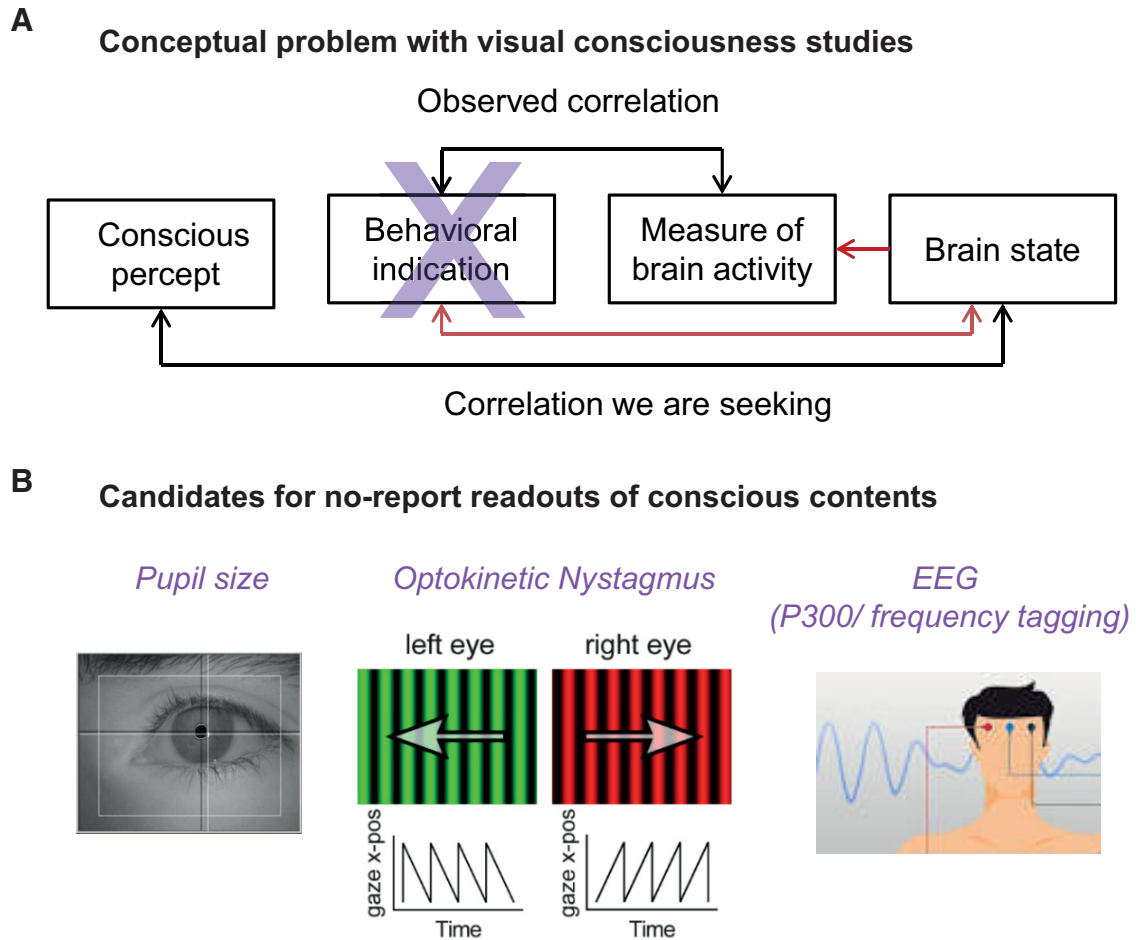 A
Conceptual problem with visual consciousness studies
Observed correlation
Conscious
percept
Behavioral
indication
Measure of
brain activity
Brain state
Correlation we are seeking
B
Candidates for no-report readouts of conscious contents
Pupil size
Optokinetic Nystagmus
EEG
(P300/ frequency tagging)
left eye
right eye
gaze x-pos
Time
gaze x-pos
Time